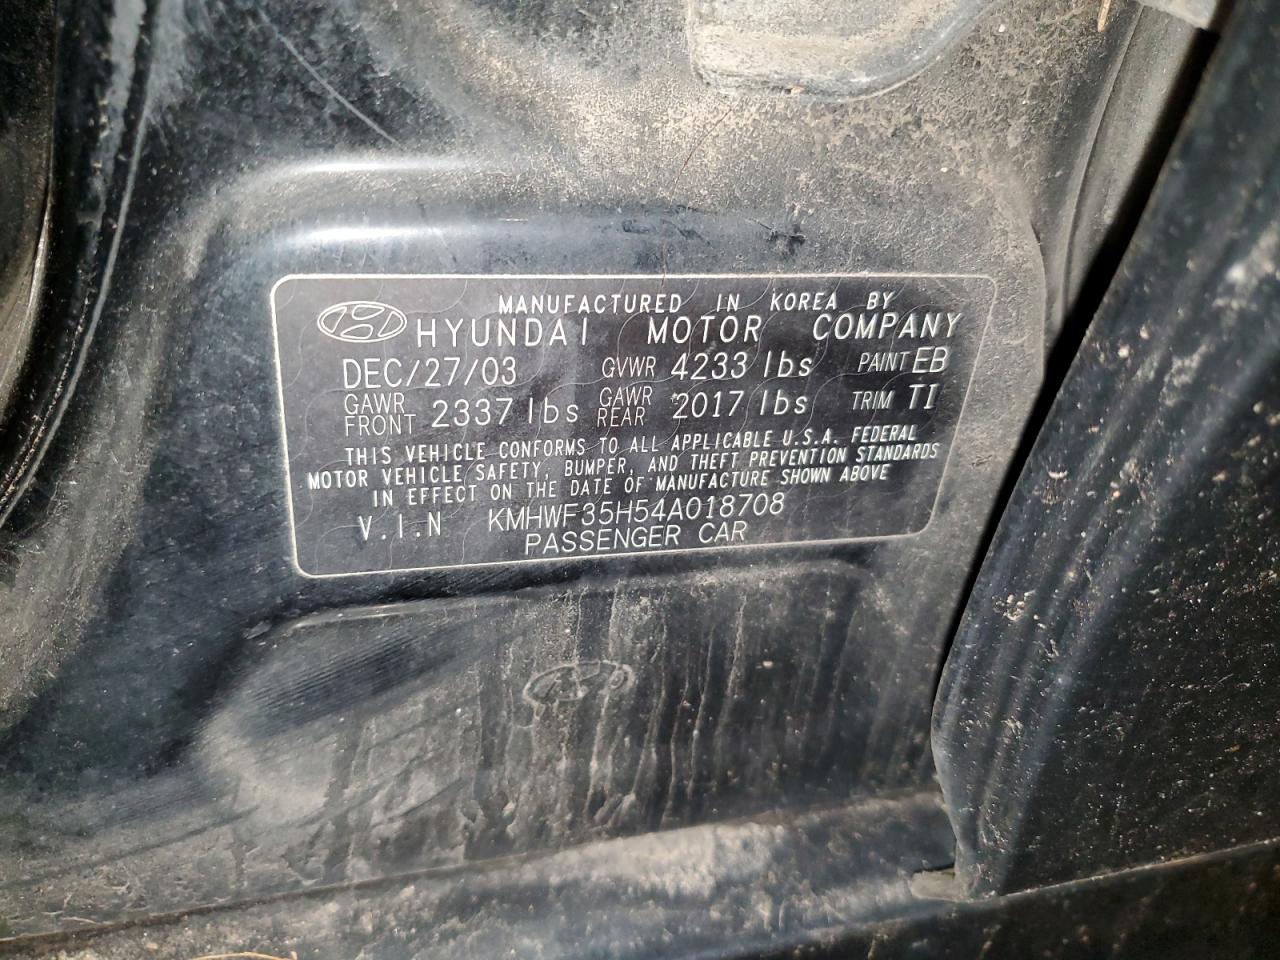 MANUFACTURED IN KOREA BY
HYUNDAI MOTOR COMPANY
DEC/27/03 GVWR 4233 lbs PAINT EB
GAWR FRONT 2337 lbs GAWR REAR 2017 lbs TRIM TI
THIS VEHICLE CONFORMS TO ALL APPLICABLE U.S.A. FEDERAL
MOTOR VEHICLE SAFETY, BUMPER, AND THEFT PREVENTION STANDARDS
IN EFFECT ON THE DATE OF MANUFACTURE SHOWN ABOVE
V.I.N KMHWF35H54A018708
PASSENGER CAR